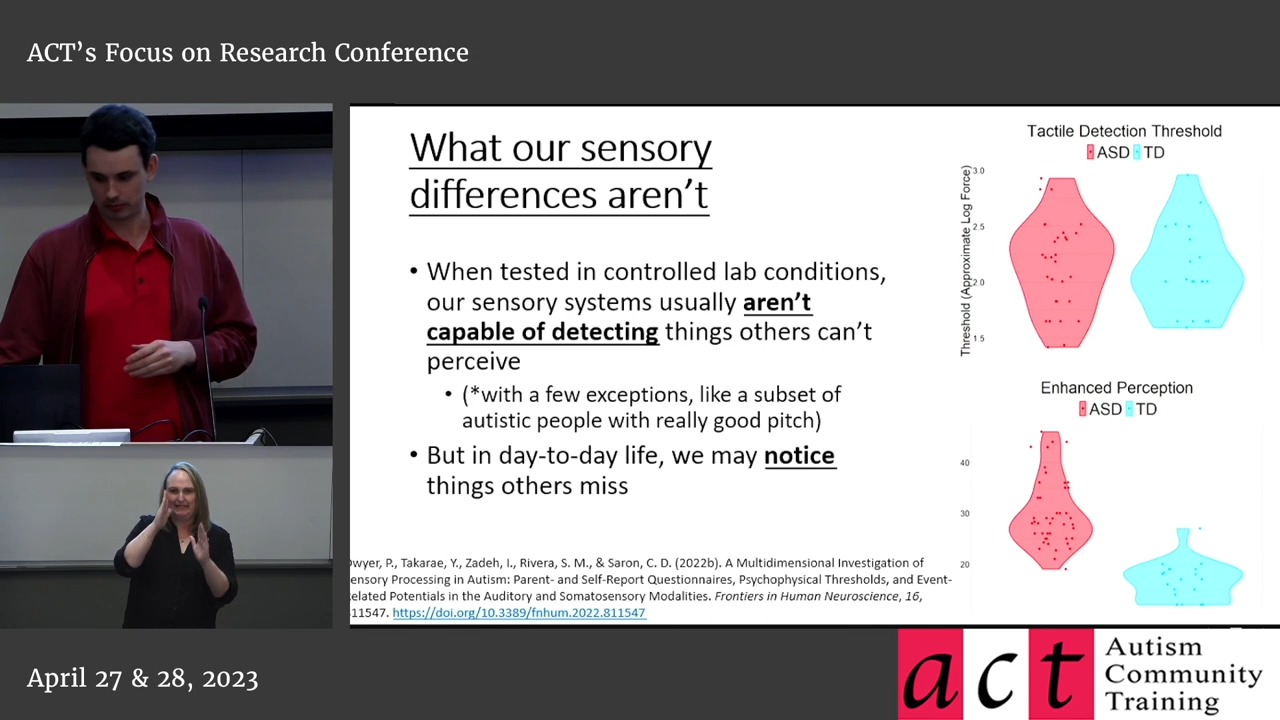 ACT's Focus on Research Conference
What our sensory
differences aren't
• When tested in controlled lab conditions,
our sensory systems usually aren't
capable of detecting things others can't
perceive
• (*with a few exceptions, like a subset of
autistic people with really good pitch)
• But in day-to-day life, we may notice
things others miss
wyer, P., Takarae, Y., Zadeh, I., Rivera, S. M., & Saron, C. D. (2022b). A Multidimensional Investigation of
ensory Processing in Autism: Parent- and Self-Report Questionnaires, Psychophysical Thresholds, and Event-
elated Potentials in the Auditory and Somatosensory Modalities. Frontiers in Human Neuroscience, 16,
11547. https://doi.org/10.3389/fnhum.2022.811547
Tactile Detection Threshold
ASD TD
Threshold (Approximate Log Force)
3.0
2.5
2.0
1.5
Enhanced Perception
ASD TD
40
30
20
April 27 & 28, 2023
act
Autism
Community
Training